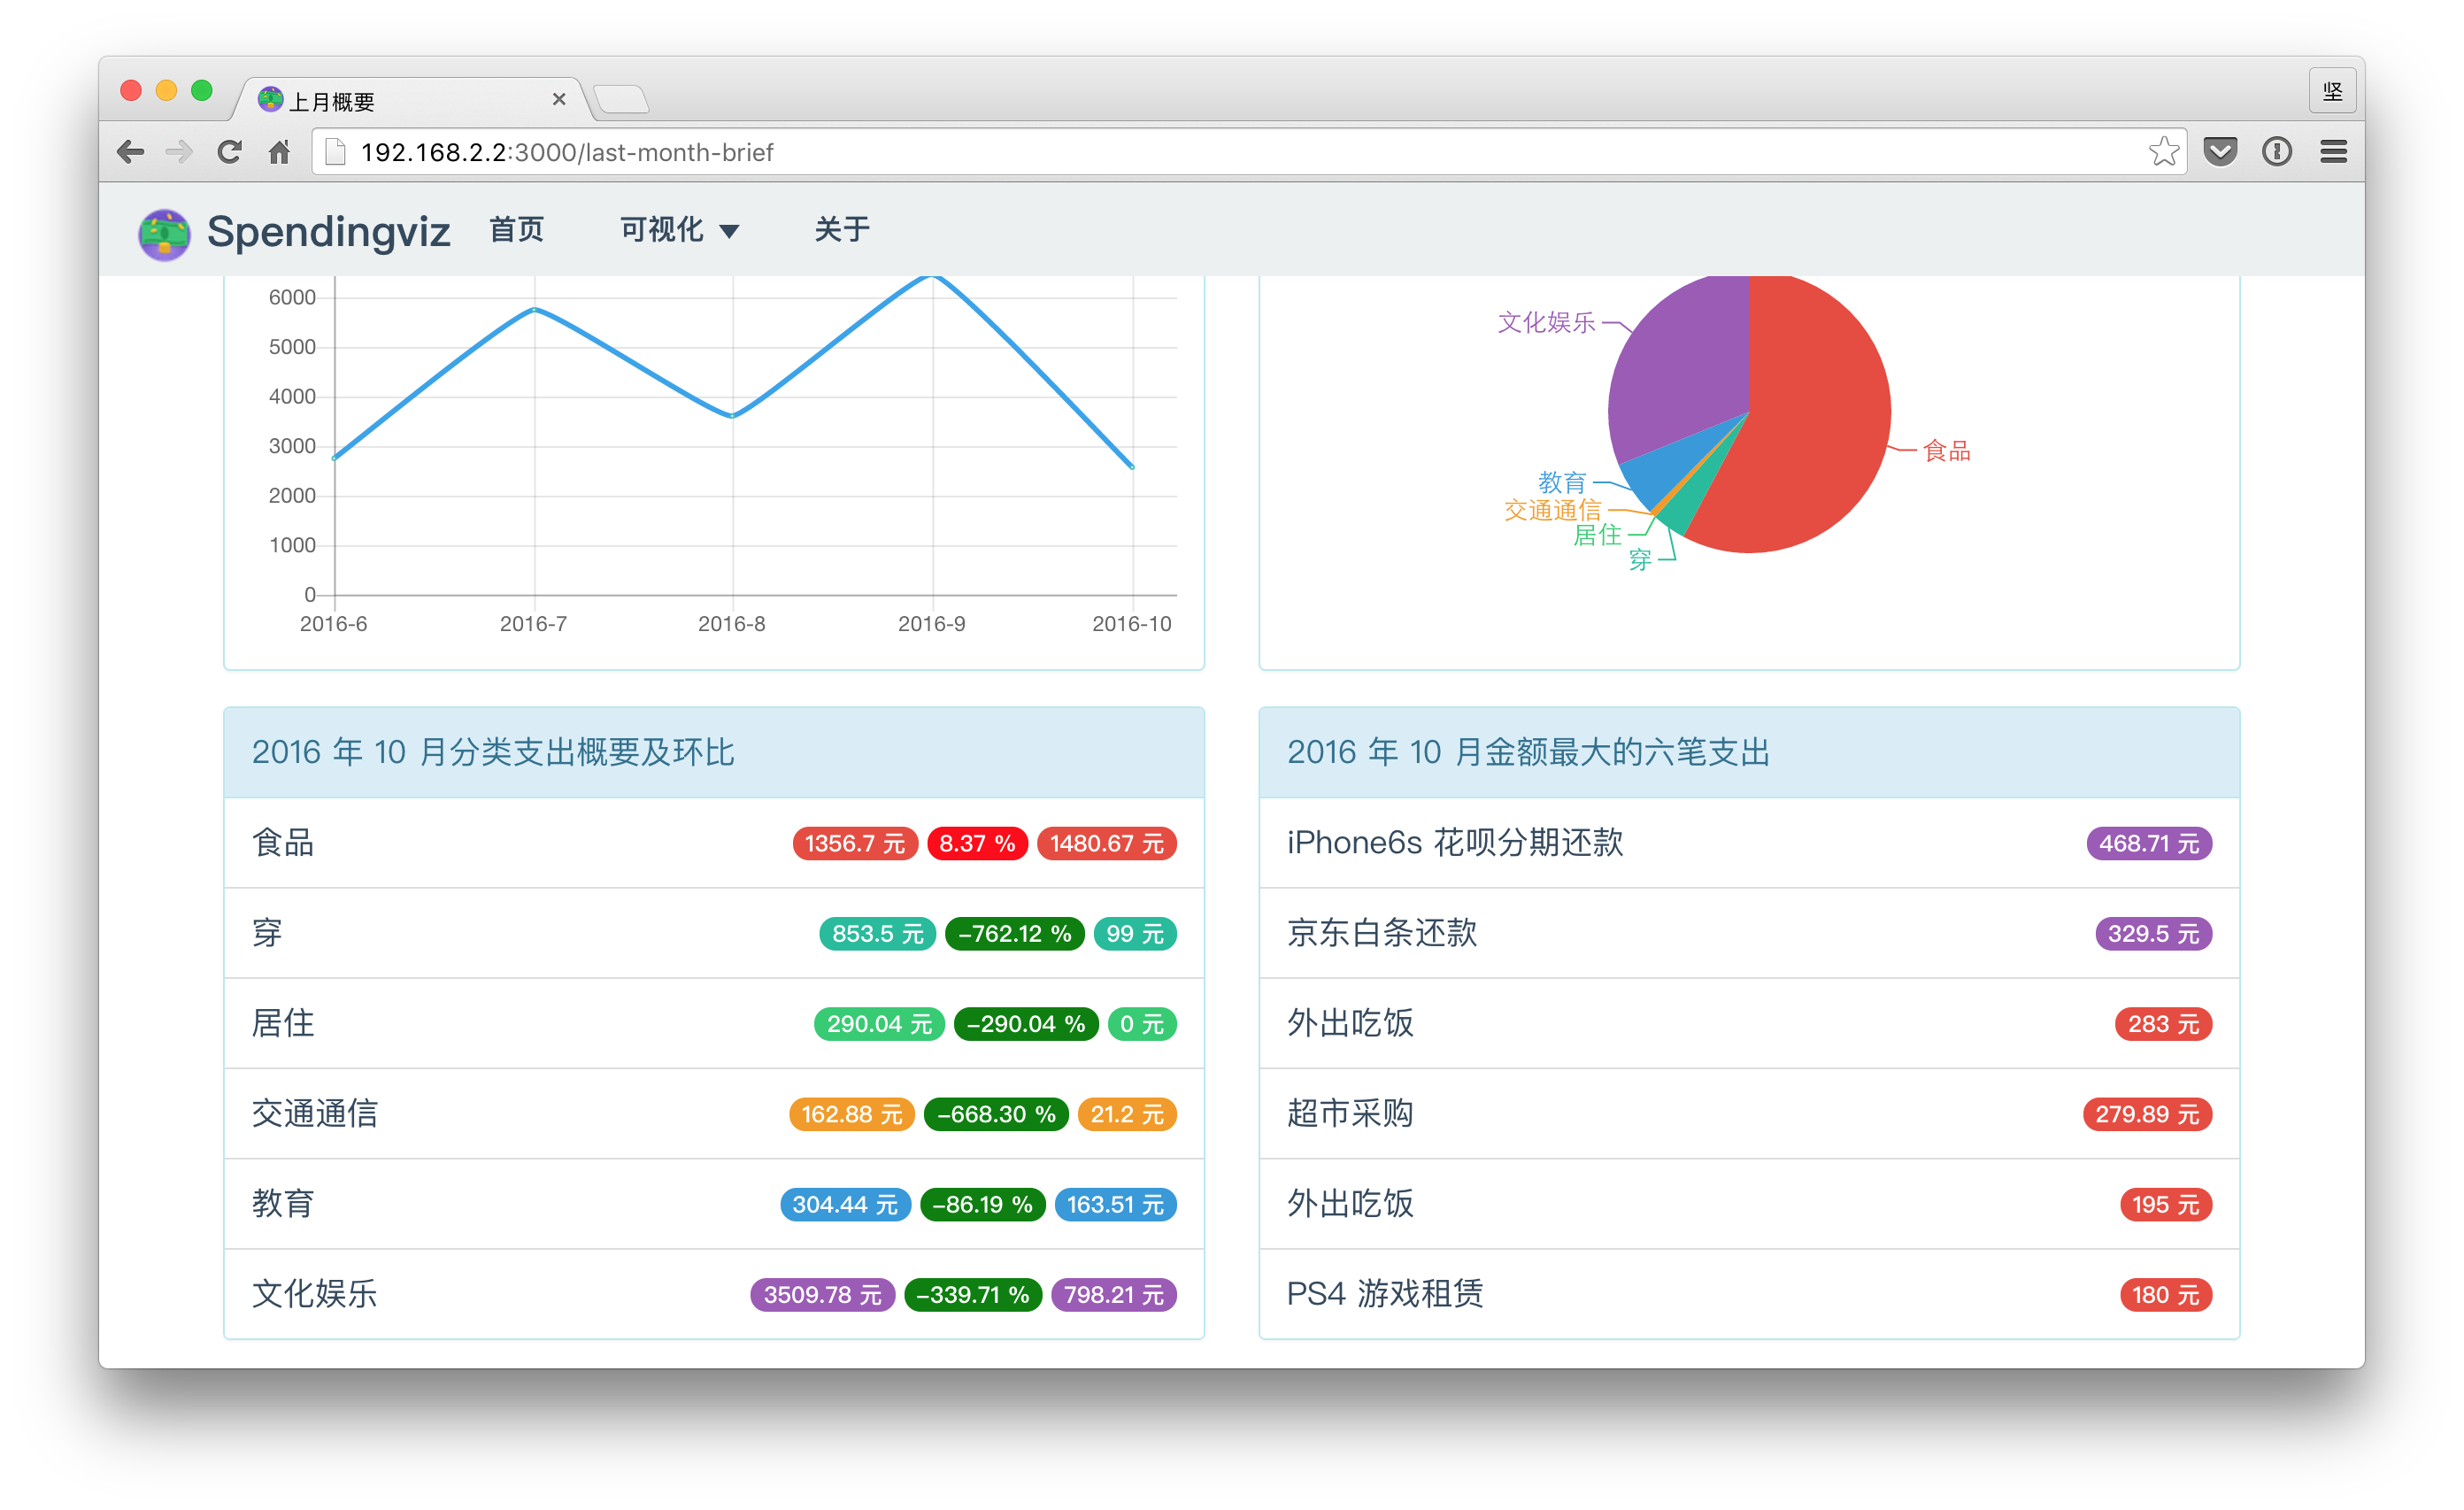 上月概要
坚
192.168.2.2:3000/last-month-brief
Spendingviz 首页 可视化 关于
6000
5000
4000
3000
2000
1000
0
2016-6 2016-7 2016-8 2016-9 2016-10
文化娱乐
食品
教育
交通通信
居住
穿
2016 年 10 月分类支出概要及环比
食品 1356.7 元 8.37 % 1480.67 元
穿 853.5 元 -762.12 % 99 元
居住 290.04 元 -290.04 % 0 元
交通通信 162.88 元 -668.30 % 21.2 元
教育 304.44 元 -86.19 % 163.51 元
文化娱乐 3509.78 元 -339.71 % 798.21 元
2016 年 10 月金额最大的六笔支出
iPhone6s 花呗分期还款 468.71 元
京东白条还款 329.5 元
外出吃饭 283 元
超市采购 279.89 元
外出吃饭 195 元
PS4 游戏租赁 180 元